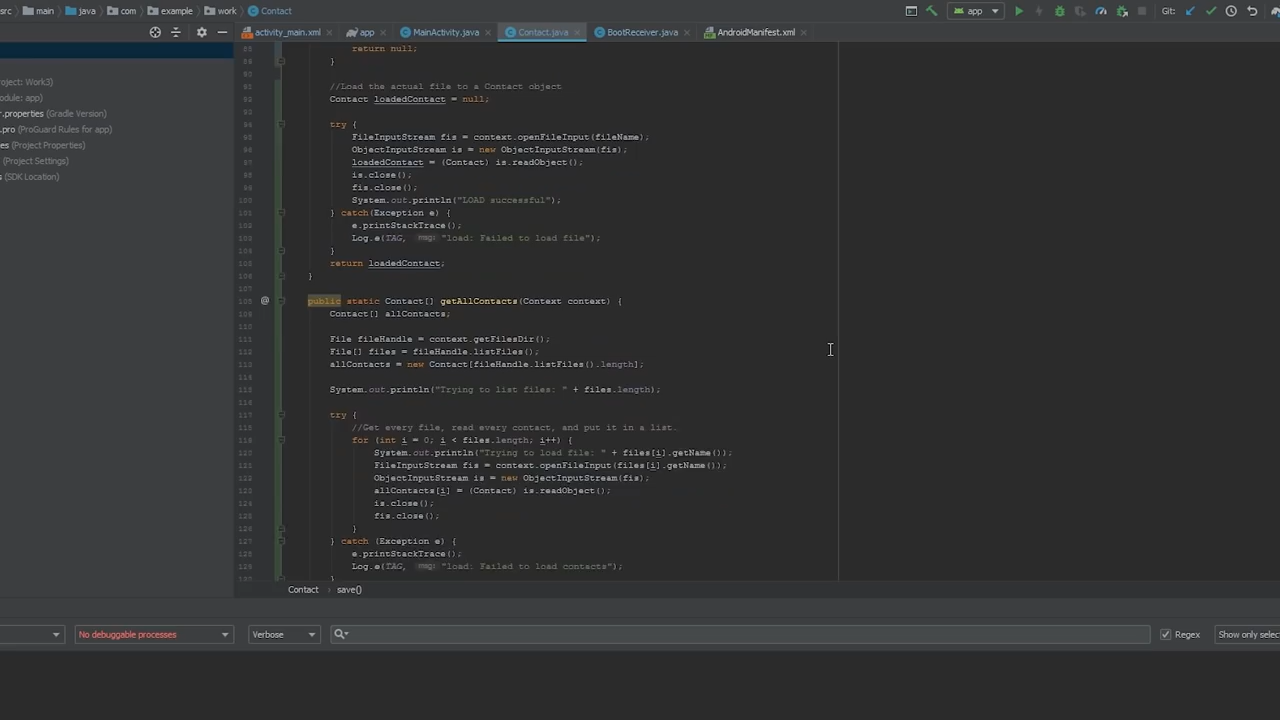 src main java com example work Contact
app Git:
activity_main.xml app MainActivity.java Contact.java BootReceiver.java AndroidManifest.xml
roject: Work3)
odule: app)
r.properties (Gradle Version)
.pro (ProGuard Rules for app)
es (Project Properties)
(Project Settings)
s (SDK Location)
return null;
}
//Load the actual file to a Contact object
Contact loadedContact = null;
try {
FileInputStream fis = context.openFileInput(fileName);
ObjectInputStream is = new ObjectInputStream(fis);
loadedContact = (Contact) is.readObject();
is.close();
fis.close();
System.out.println("LOAD successful");
} catch(Exception e) {
e.printStackTrace();
Log.e(TAG, msg: "load: Failed to load file");
}
return loadedContact;
}
public static Contact[] getAllContacts(Context context) {
Contact[] allContacts;
File fileHandle = context.getFilesDir();
File[] files = fileHandle.listFiles();
allContacts = new Contact[fileHandle.listFiles().length];
System.out.println("Trying to list files: " + files.length);
try {
//Get every file, read every contact, and put it in a list.
for (int i = 0; i < files.length; i++) {
System.out.println("Trying to load file: " + files[i].getName());
FileInputStream fis = context.openFileInput(files[i].getName());
ObjectInputStream is = new ObjectInputStream(fis);
allContacts[i] = (Contact) is.readObject();
is.close();
fis.close();
}
} catch (Exception e) {
e.printStackTrace();
Log.e(TAG, msg: "load: Failed to load contacts");
}
Contact save()
No debuggable processes Verbose Regex Show only selec